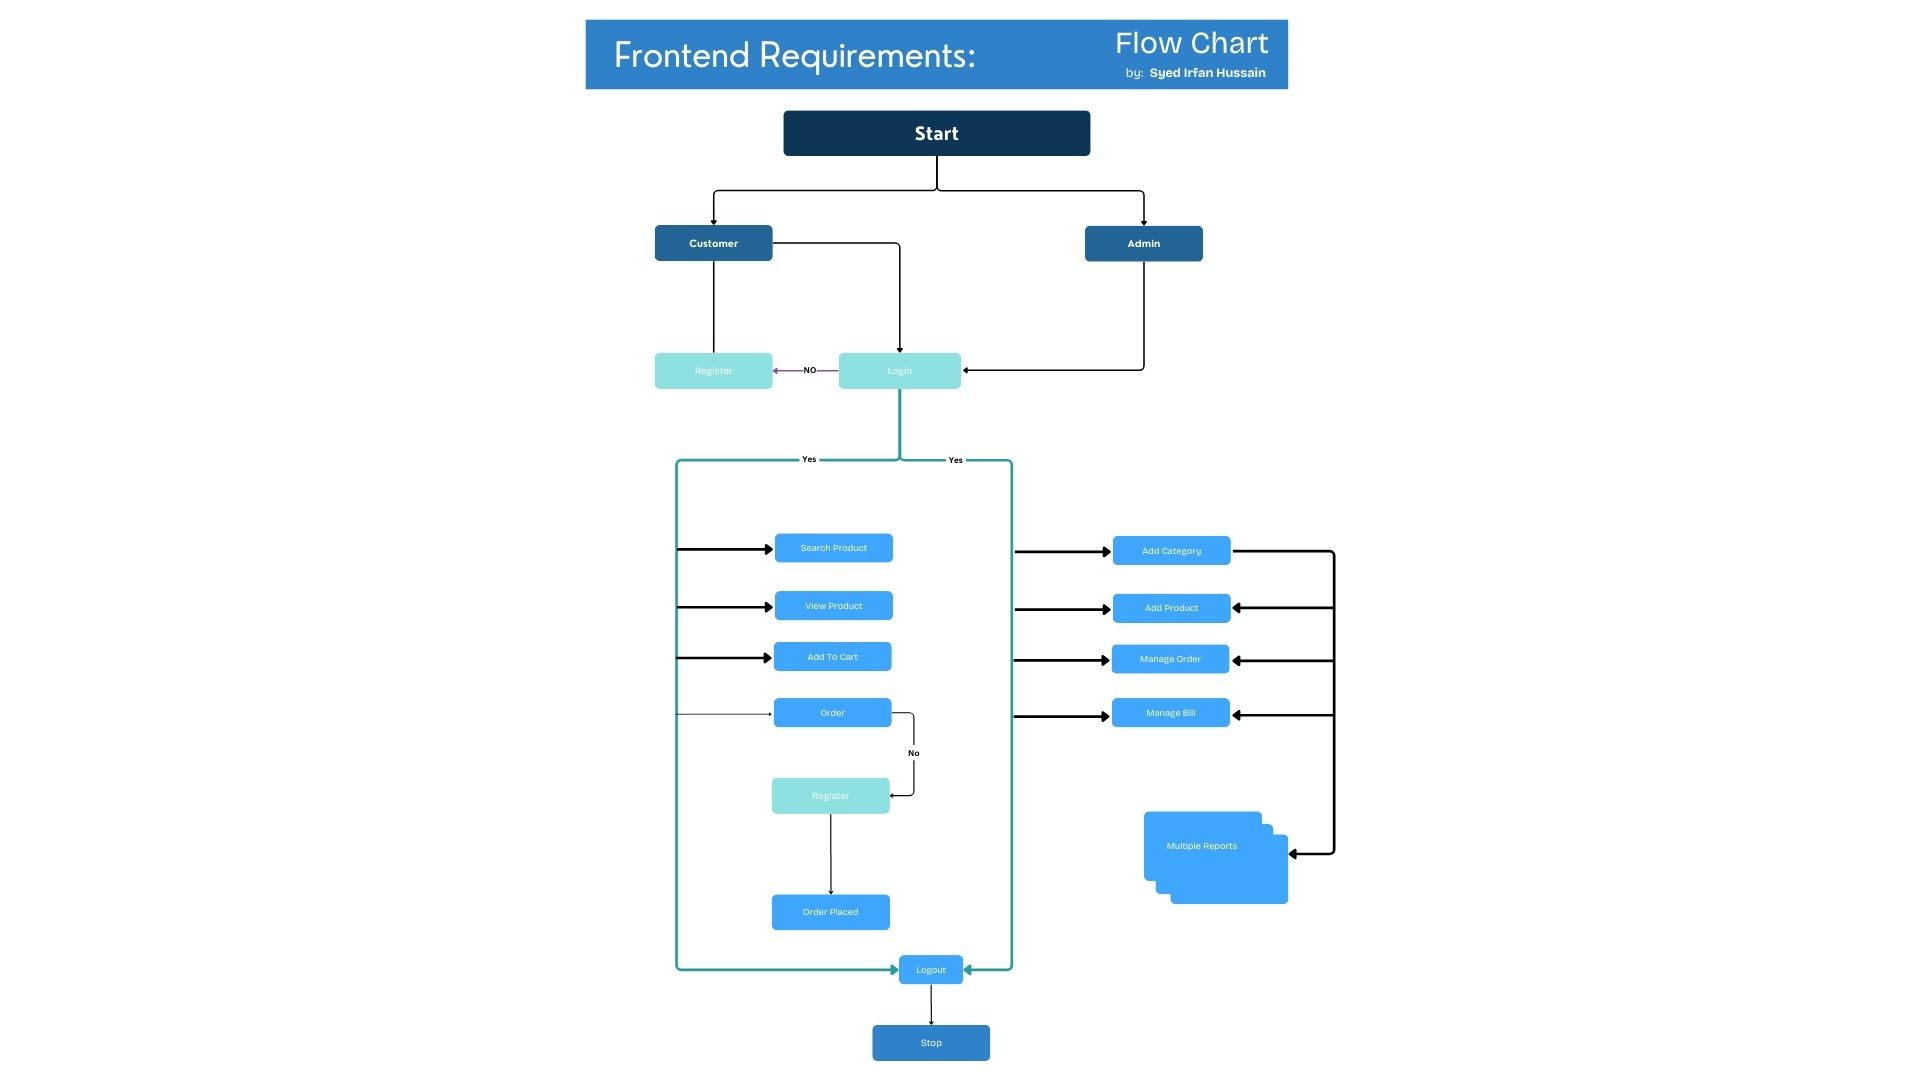 Frontend Requirements:
Flow Chart
by: Syed Irfan Hussain
Start
Customer
Admin
Register
NO
Login
Yes
Yes
Search Product
Add Category
View Product
Add Product
Add To Cart
Manage Order
Order
Manage Bill
No
Register
Multiple Reports
Order Placed
Logout
Stop